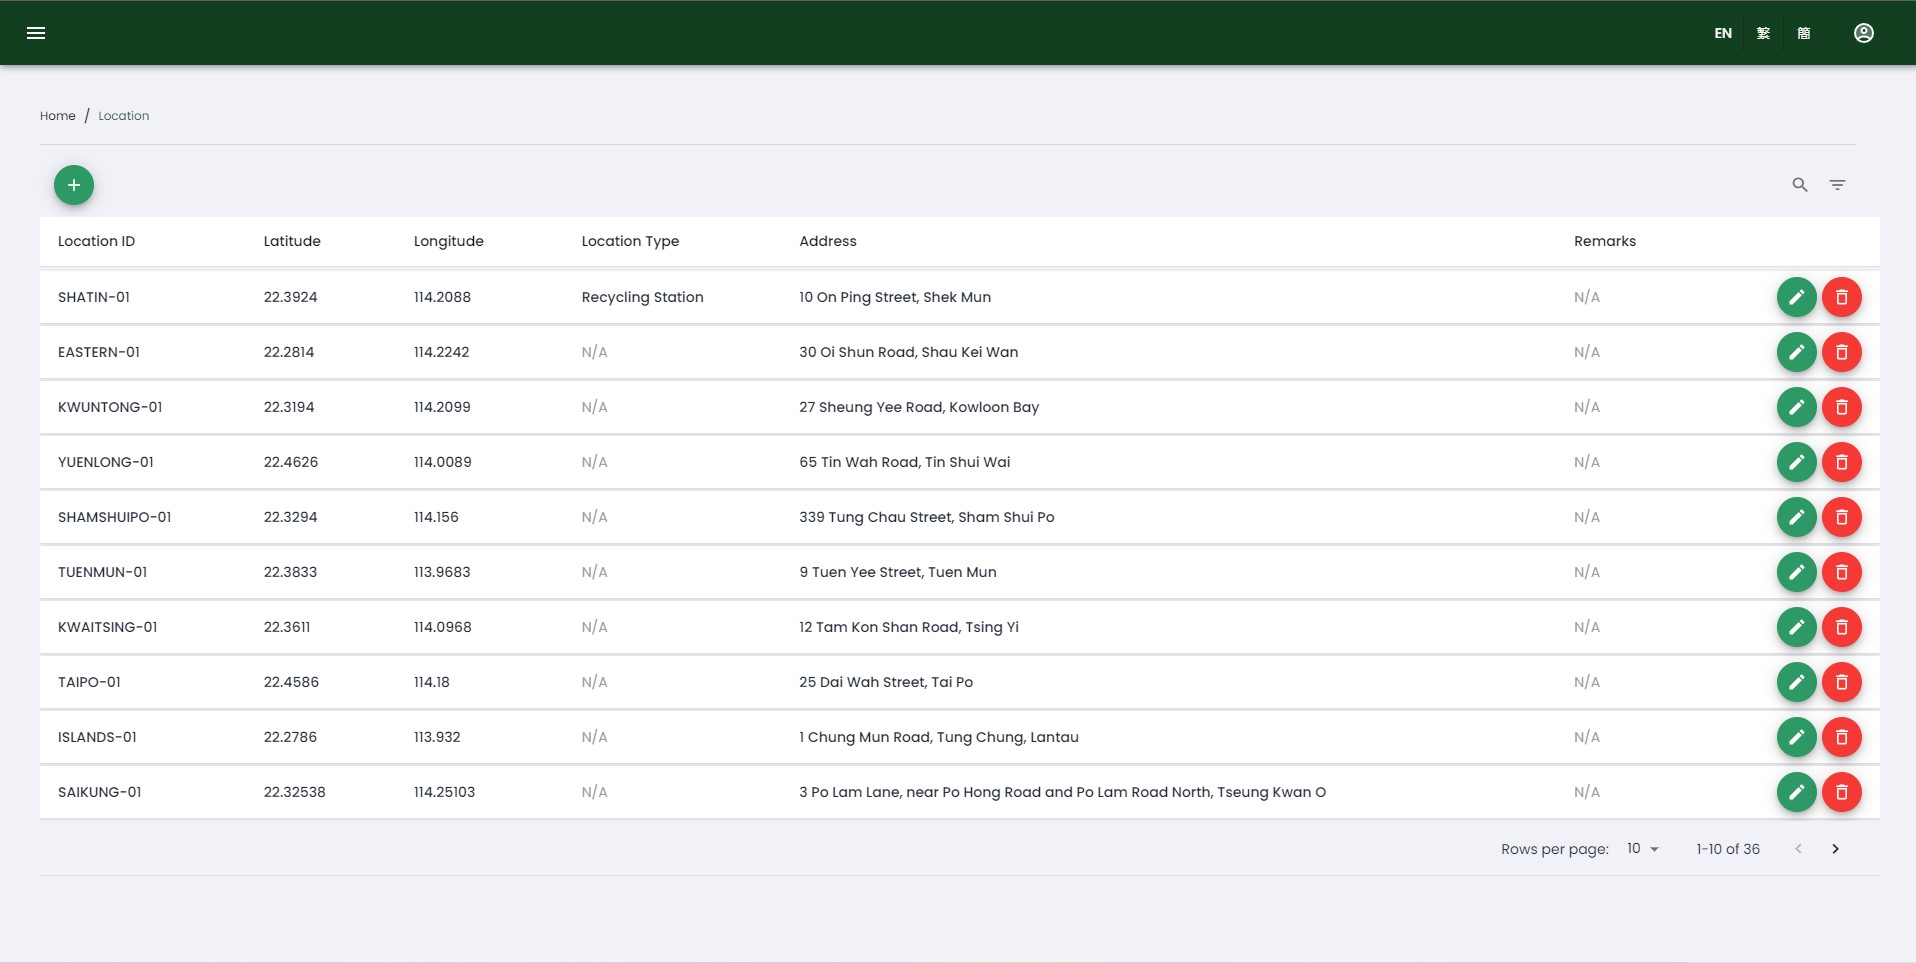 EN 繁 簡
Home / Location
Location ID Latitude Longitude Location Type Address Remarks
SHATIN-01 22.3924 114.2088 Recycling Station 10 On Ping Street, Shek Mun N/A
EASTERN-01 22.2814 114.2242 N/A 30 Oi Shun Road, Shau Kei Wan N/A
KWUNTONG-01 22.3194 114.2099 N/A 27 Sheung Yee Road, Kowloon Bay N/A
YUENLONG-01 22.4626 114.0089 N/A 65 Tin Wah Road, Tin Shui Wai N/A
SHAMSHUIPO-01 22.3294 114.156 N/A 339 Tung Chau Street, Sham Shui Po N/A
TUENMUN-01 22.3833 113.9683 N/A 9 Tuen Yee Street, Tuen Mun N/A
KWAITSING-01 22.3611 114.0968 N/A 12 Tam Kon Shan Road, Tsing Yi N/A
TAIPO-01 22.4586 114.18 N/A 25 Dai Wah Street, Tai Po N/A
ISLANDS-01 22.2786 113.932 N/A 1 Chung Mun Road, Tung Chung, Lantau N/A
SAIKUNG-01 22.32538 114.25103 N/A 3 Po Lam Lane, near Po Hong Road and Po Lam Road North, Tseung Kwan O N/A
Rows per page: 10 1-10 of 36